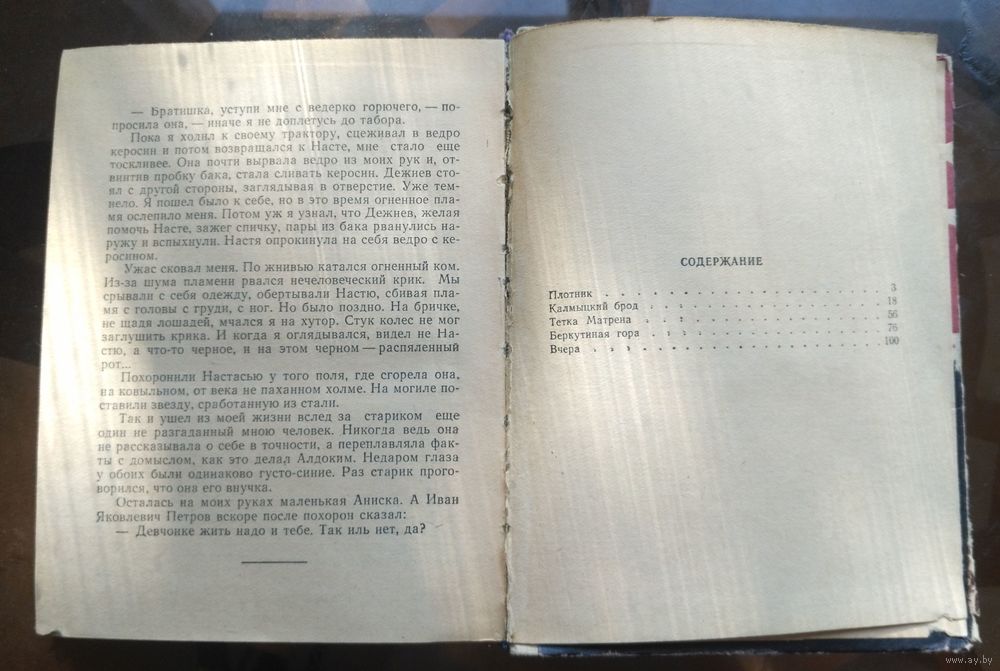 — Братишка, уступи мне с ведерко горючего, — по-
просила она, — иначе я не доплетусь до табора.
Пока я ходил к своему трактору, сцеживал в ведро
керосин и потом возвращался к Насте, мне стало еще
тоскливее. Она почти вырвала ведро из моих рук и, от-
винтив пробку бака, стала сливать керосин. Дежнев сто-
ял с другой стороны, заглядывая в отверстие. Уже тем-
нело. Я пошел было к себе, но в это время огненное пла-
мя ослепило меня. Потом уж я узнал, что Дежнев, желая
помочь Насте, зажег спичку, пары из бака рванулись на-
ружу и вспыхнули. Настя опрокинула на себя ведро с ке-
росином.
Ужас сковал меня. По жнивью катался огненный ком.
Из-за шума пламени рвался нечеловеческий крик. Мы
срывали с себя одежду, обертывали Настю, сбивая пла-
мя с головы с груди, с ног. Но было поздно. На бричке,
не щадя лошадей, мчался я на хутор. Стук колес не мог
заглушить крика. И когда я оглядывался, видел не На-
стю, а что-то черное, и на этом черном — распяленный
рот...
Похоронили Настасью у того поля, где сгорела она,
на ковыльном, от века не паханном холме. На могиле по-
ставили звезду, сработанную из стали.
Так и ушел из моей жизни вслед за стариком еще
один не разгаданный мною человек. Никогда ведь она
не рассказывала о себе в точности, а переплавляла фак-
ты с домыслом, как это делал Алдоким. Недаром глаза
у обоих были одинаково густо-синие. Раз старик прого-
ворился, что она его внучка.
Осталась на моих руках маленькая Аниска. А Иван
Яковлевич Петров вскоре после похорон сказал:
— Девчонке жить надо и тебе. Так иль нет, да?
СОДЕРЖАНИЕ
Плотник . . . . . . . . . . 3
Калмыцкий брод . . . . . . . . . . 18
Тетка Матрена . . . . . . . . . . 56
Беркутиная гора . . . . . . . . . . 76
Вчера . . . . . . . . . . 100
www.ay.by